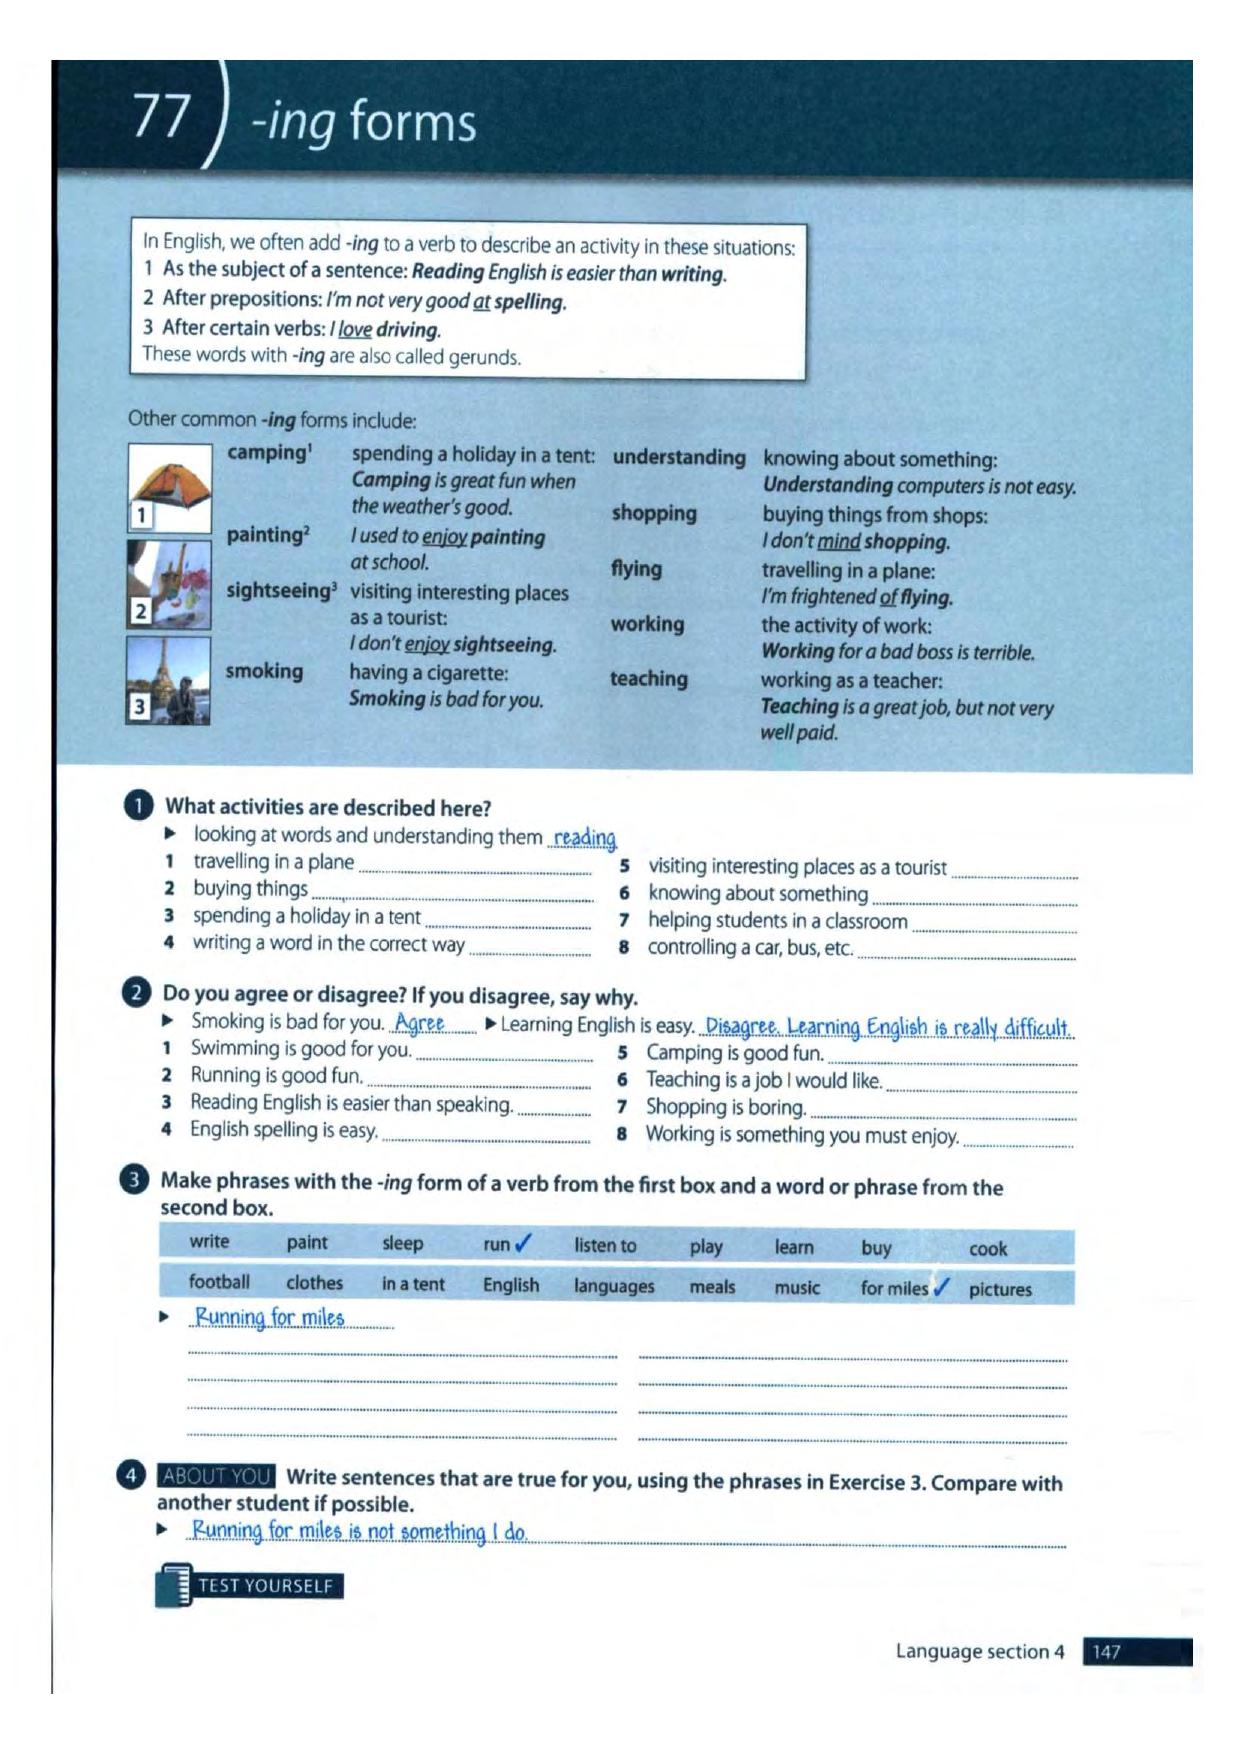 77 -ing forms
In English, we often add -ing to a verb to describe an activity in these situations:
1 As the subject of a sentence: Reading English is easier than writing.
2 After prepositions: I'm not very good at spelling.
3 After certain verbs: I love driving.
These words with -ing are also called gerunds.
Other common -ing forms include:
camping¹ spending a holiday in a tent:
Camping is great fun when
the weather's good.
1
painting² I used to enjoy painting
at school.
2
sightseeing³ visiting interesting places
as a tourist:
I don't enjoy sightseeing.
smoking having a cigarette:
Smoking is bad for you.
3
understanding knowing about something:
Understanding computers is not easy.
shopping buying things from shops:
I don't mind shopping.
flying travelling in a plane:
I'm frightened of flying.
working the activity of work:
Working for a bad boss is terrible.
teaching working as a teacher:
Teaching is a great job, but not very
well paid.
1 What activities are described here?
► looking at words and understanding them reading
1 travelling in a plane
2 buying things
3 spending a holiday in a tent
4 writing a word in the correct way
5 visiting interesting places as a tourist
6 knowing about something
7 helping students in a classroom
8 controlling a car, bus, etc.
2 Do you agree or disagree? If you disagree, say why.
► Smoking is bad for you. Agree ► Learning English is easy. Disagree. Learning English is really difficult.
1 Swimming is good for you.
2 Running is good fun.
3 Reading English is easier than speaking.
4 English spelling is easy.
5 Camping is good fun.
6 Teaching is a job I would like.
7 Shopping is boring.
8 Working is something you must enjoy.
3 Make phrases with the -ing form of a verb from the first box and a word or phrase from the
second box.
write paint sleep run ✓ listen to play learn buy cook
football clothes in a tent English languages meals music for miles ✓ pictures
► Running for miles
4 ABOUT YOU Write sentences that are true for you, using the phrases in Exercise 3. Compare with
another student if possible.
► Running for miles is not something I do.
TEST YOURSELF
Language section 4 147